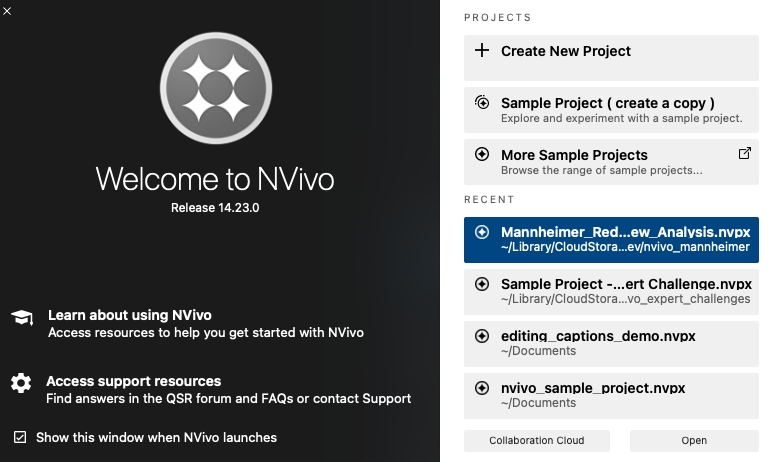 Welcome to NVivo
Release 14.23.0
Learn about using NVivo
Access resources to help you get started with NVivo
Access support resources
Find answers in the QSR forum and FAQs or contact Support
Show this window when NVivo launches
PROJECTS
Create New Project
Sample Project ( create a copy )
Explore and experiment with a sample project.
More Sample Projects
Browse the range of sample projects...
RECENT
Mannheimer_Red...ew_Analysis.nvpx
~/Library/CloudStora...ev/nvivo_mannheimer
Sample Project -...ert Challenge.nvpx
~/Library/CloudStora...vo_expert_challenges
editing_captions_demo.nvpx
~/Documents
nvivo_sample_project.nvpx
~/Documents
Collaboration Cloud
Open